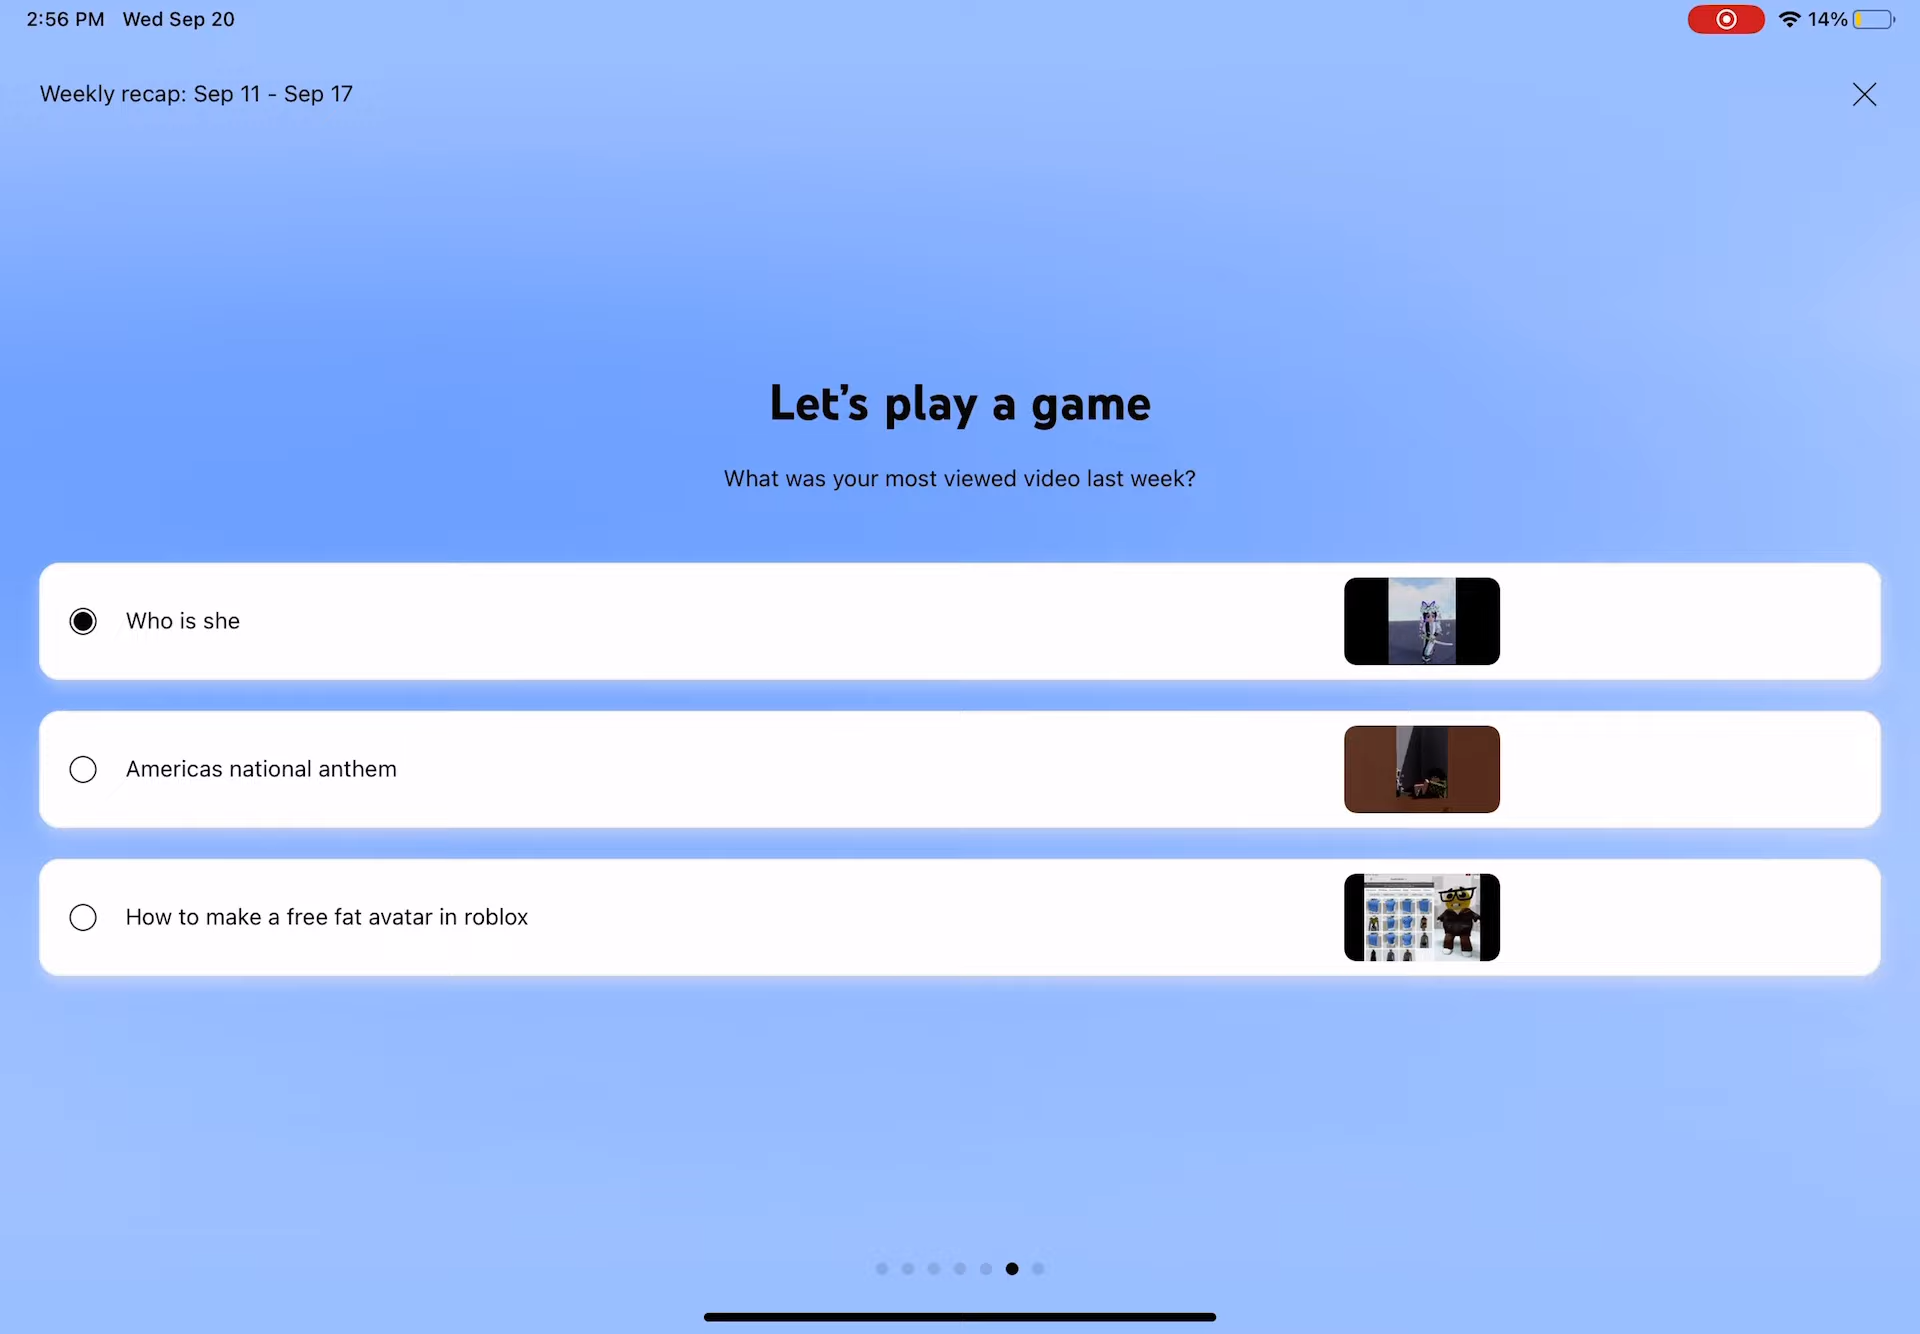 2:56 PM Wed Sep 20
14%
Weekly recap: Sep 11 - Sep 17
Let's play a game
What was your most viewed video last week?
Who is she
Americas national anthem
How to make a free fat avatar in roblox